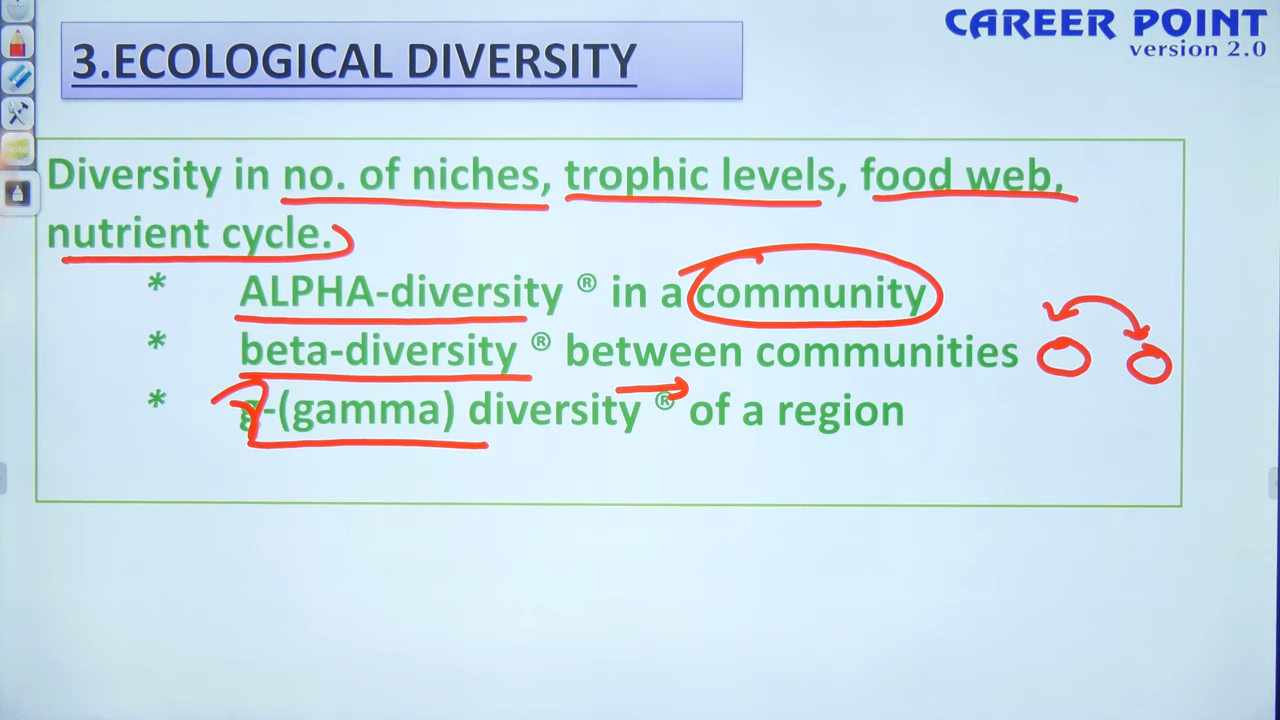 CAREER POINT
version 2.0
3.ECOLOGICAL DIVERSITY
Diversity in no. of niches, trophic levels, food web,
nutrient cycle.
* ALPHA-diversity ® in a community
* beta-diversity ® between communities
* g-(gamma) diversity ® of a region